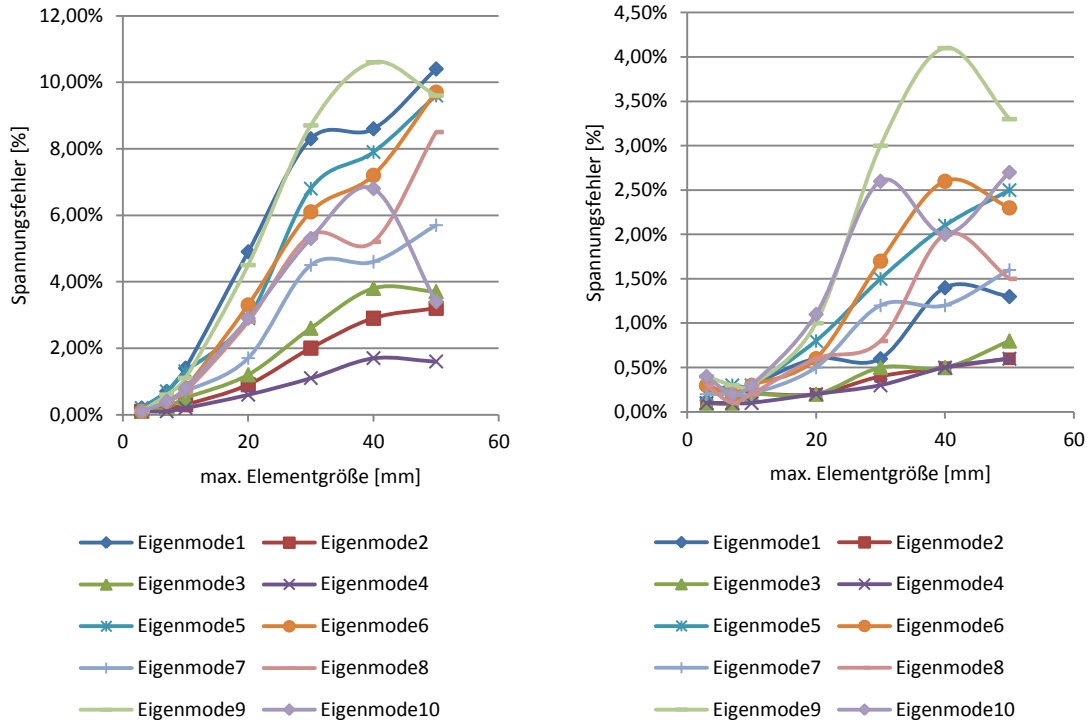 12,00%
10,00%
8,00%
6,00%
4,00%
2,00%
0,00%
Spannungsfehler [%]
0 20 40 60
max. Elementgröße [mm]
Eigenmode1 Eigenmode2
Eigenmode3 Eigenmode4
Eigenmode5 Eigenmode6
Eigenmode7 Eigenmode8
Eigenmode9 Eigenmode10
4,50%
4,00%
3,50%
3,00%
2,50%
2,00%
1,50%
1,00%
0,50%
0,00%
Spannungsfehler [%]
0 20 40 60
max. Elementgröße [mm]
Eigenmode1 Eigenmode2
Eigenmode3 Eigenmode4
Eigenmode5 Eigenmode6
Eigenmode7 Eigenmode8
Eigenmode9 Eigenmode10